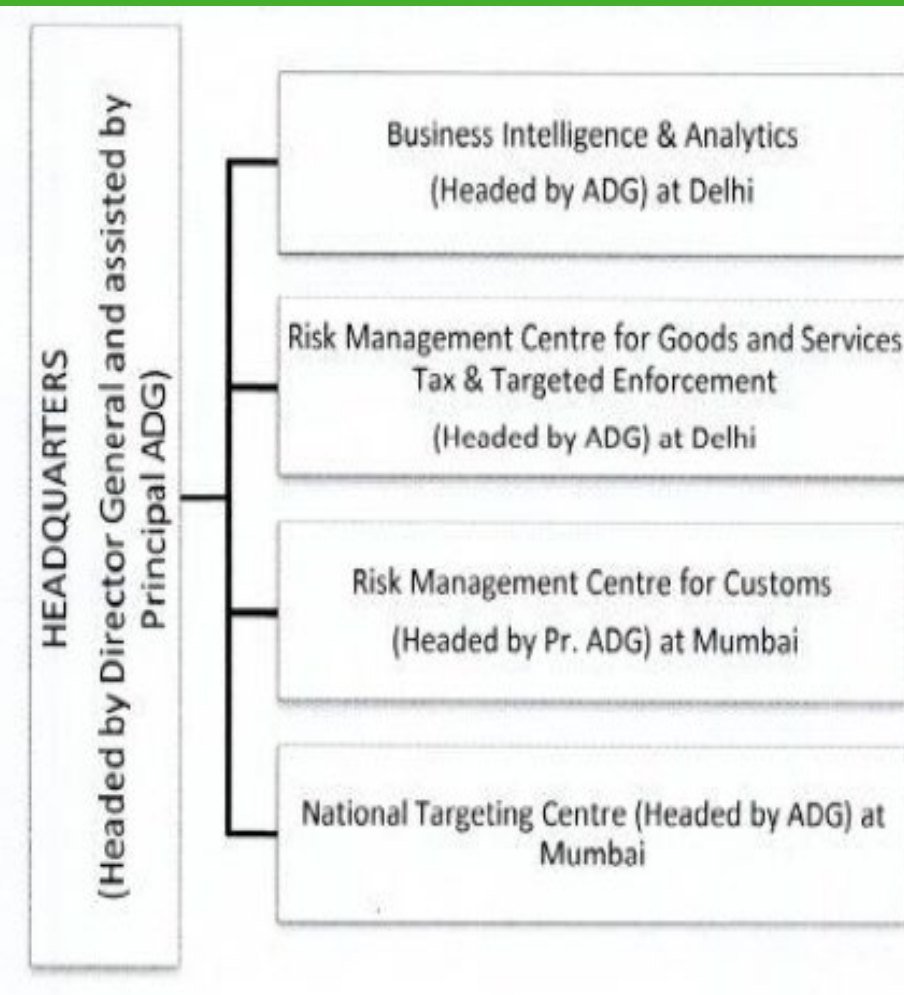 HEADQUARTERS
(Headed by Director General and assisted by
Principal ADG)
Business Intelligence & Analytics
(Headed by ADG) at Delhi
Risk Management Centre for Goods and Services
Tax & Targeted Enforcement
(Headed by ADG) at Delhi
Risk Management Centre for Customs
(Headed by Pr. ADG) at Mumbai
National Targeting Centre (Headed by ADG) at
Mumbai